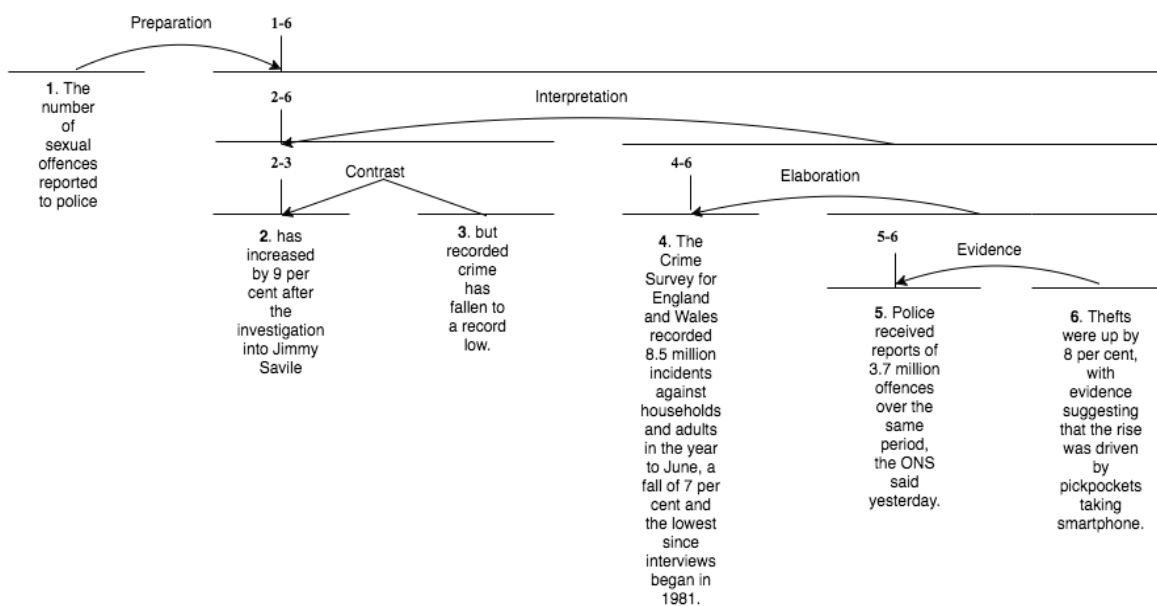 Preparation
1-6
1. The
number
of
sexual
offences
reported
to police
2-6
Interpretation
2-3
Contrast
4-6
Elaboration
2. has
increased
by 9 per
cent after
the
investigation
into Jimmy
Savile
3. but
recorded
crime
has
fallen to
a record
low.
4. The
Crime
Survey for
England
and Wales
recorded
8.5 million
incidents
against
households
and adults
in the year
to June, a
fall of 7 per
cent and
the lowest
since
interviews
began in
1981.
5-6
Evidence
5. Police
received
reports of
3.7 million
offences
over the
same
period,
the ONS
said
yesterday.
6. Thefts
were up by
8 per cent,
with
evidence
suggesting
that the rise
was driven
by
pickpockets
taking
smartphone.